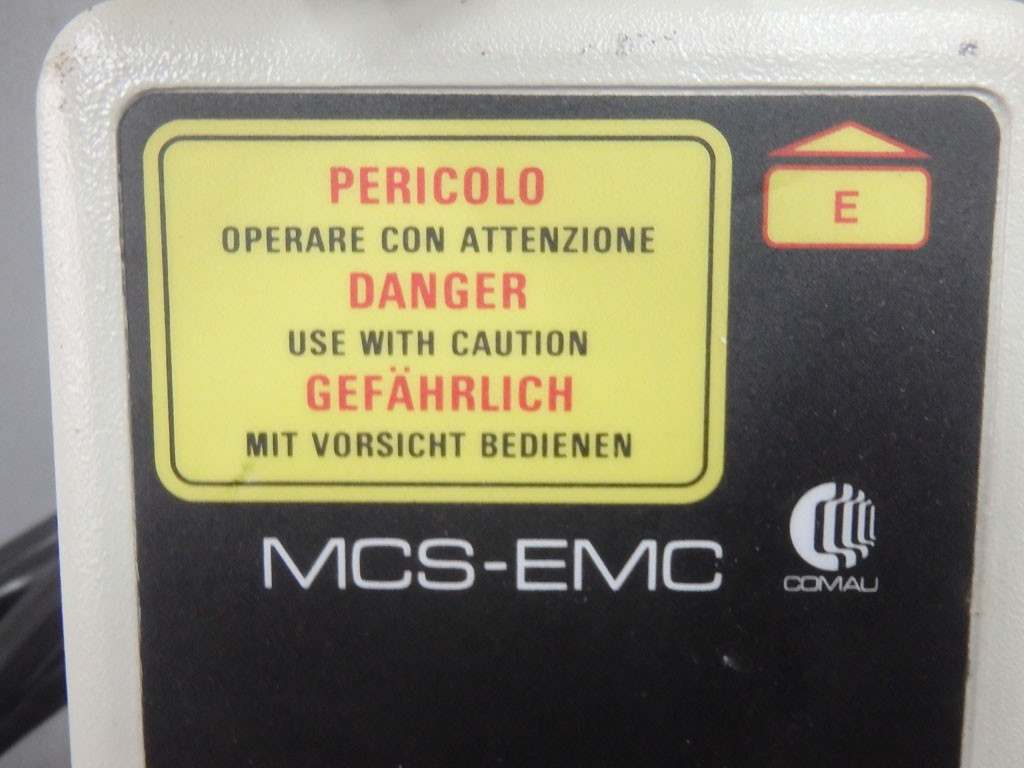 PERICOLO
OPERARE CON ATTENZIONE
DANGER
USE WITH CAUTION
GEFÄHRLICH
MIT VORSICHT BEDIENEN
E
MCS-EMC
COMAU